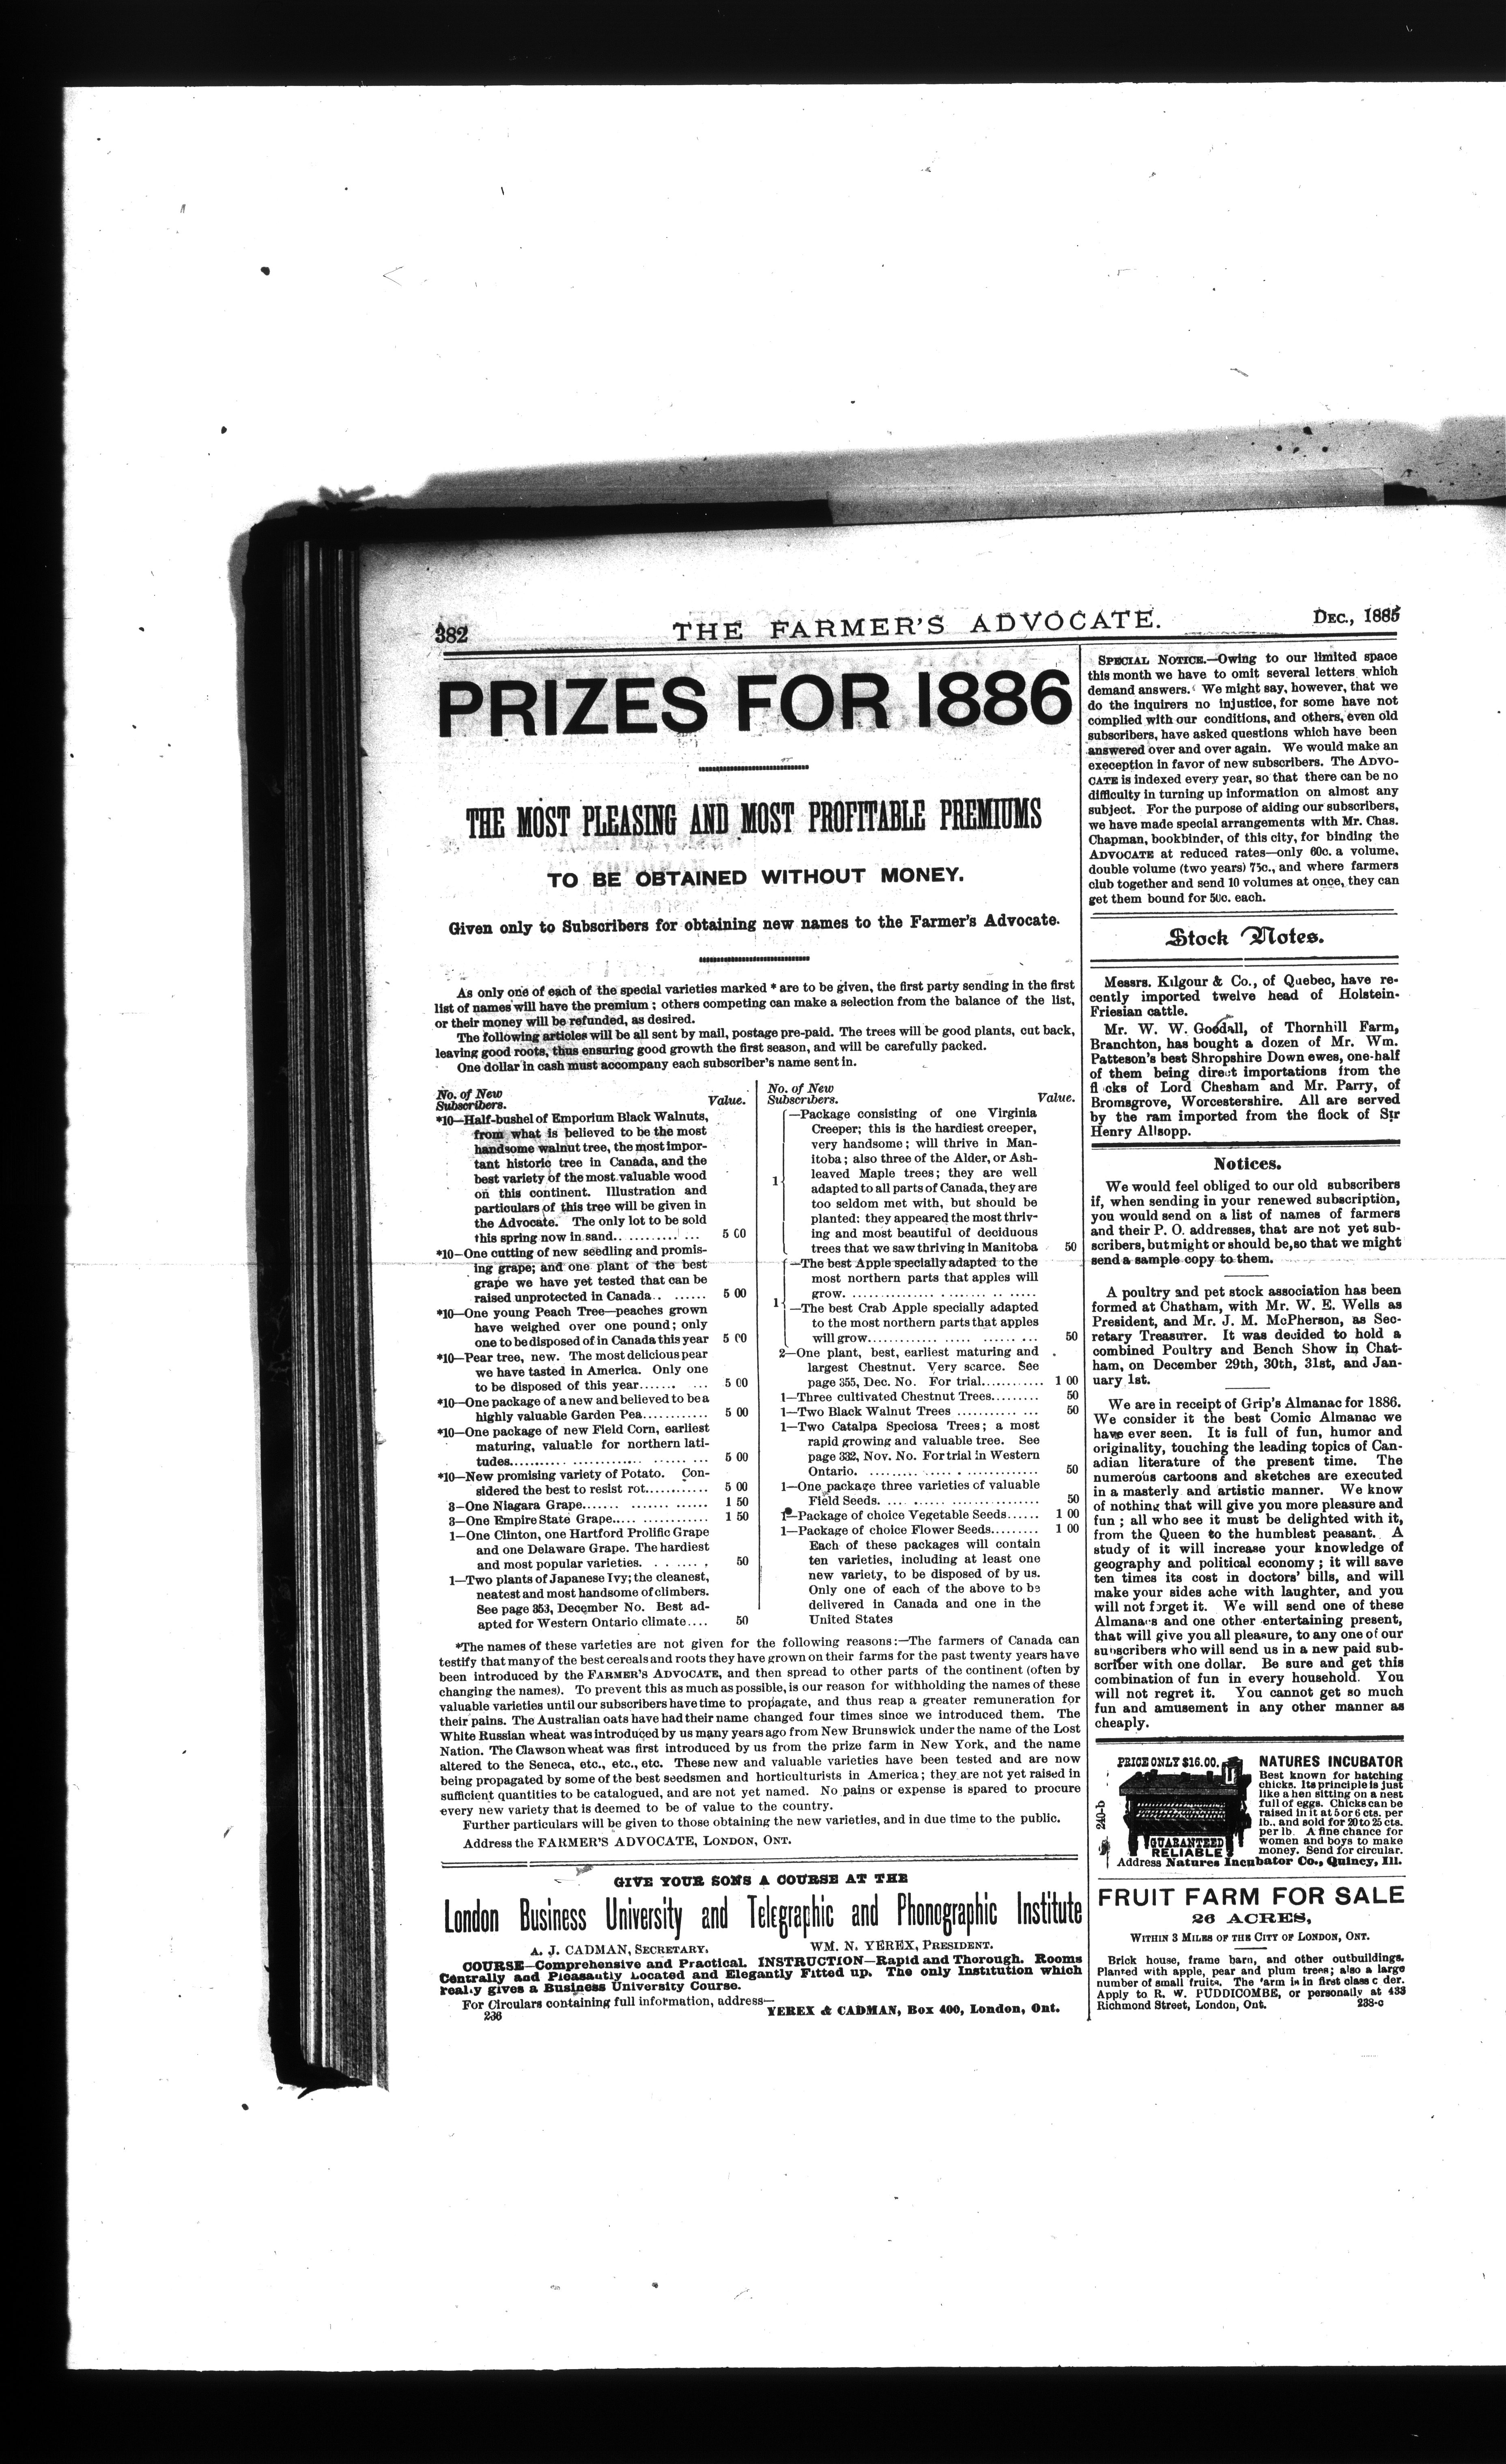 382
THE FARMER'S ADVOCATE.
DEC., 1885
PRIZES FOR 1886
THE MOST PLEASING AND MOST PROFITABLE PREMIUMS
TO BE OBTAINED WITHOUT MONEY.
Given only to Subscribers for obtaining new names to the Farmer's Advocate.
As only one of each of the special varieties marked * are to be given, the first party sending in the first
list of names will have the premium; others competing can make a selection from the balance of the list,
or their money will be refunded, as desired.
The following articles will be all sent by mail, postage pre-paid. The trees will be good plants, cut back,
leaving good roots, thus ensuring good growth the first season, and will be carefully packed.
One dollar in cash must accompany each subscriber's name sent in.
No. of New
Subscribers. Value.
*10—Half-bushel of Emporium Black Walnuts,
from what is believed to be the most
handsome walnut tree, the most impor-
tant historic tree in Canada, and the
best variety of the most valuable wood
on this continent. Illustration and
particulars of this tree will be given in
the Advocate. The only lot to be sold
this spring now in sand.. .......... ... 5 00
*10—One cutting of new seedling and promis-
ing grape; and one plant of the best
grape we have yet tested that can be
raised unprotected in Canada.. ...... 5 00
*10—One young Peach Tree—peaches grown
have weighed over one pound; only
one to be disposed of in Canada this year 5 00
*10—Pear tree, new. The most delicious pear
we have tasted in America. Only one
to be disposed of this year....... ... 5 00
*10—One package of a new and believed to be a
highly valuable Garden Pea............ 5 00
*10—One package of new Field Corn, earliest
maturing, valuable for northern lati-
tudes.......... ............. ...... ... 5 00
*10—New promising variety of Potato. Con-
sidered the best to resist rot........... 5 00
3—One Niagara Grape....... ........ ...... 1 50
3—One Empire State Grape..... ............ 1 50
1—One Clinton, one Hartford Prolific Grape
and one Delaware Grape. The hardiest
and most popular varieties. . . .... . 50
1—Two plants of Japanese Ivy; the cleanest,
neatest and most handsome of climbers.
See page 353, December No. Best ad-
apted for Western Ontario climate.... 50
No. of New
Subscribers. Value.
1 —Package consisting of one Virginia
Creeper; this is the hardiest creeper,
very handsome; will thrive in Man-
itoba; also three of the Alder, or Ash-
leaved Maple trees; they are well
adapted to all parts of Canada, they are
too seldom met with, but should be
planted: they appeared the most thriv-
ing and most beautiful of deciduous
trees that we saw thriving in Manitoba 50
1 —The best Apple specially adapted to the
most northern parts that apples will
grow. .............. ........ .. .....
—The best Crab Apple specially adapted
to the most northern parts that apples
will grow............ ..... ...... ... 50
2—One plant, best, earliest maturing and
largest Chestnut. Very scarce. See
page 355, Dec. No. For trial........... 1 00
1—Three cultivated Chestnut Trees......... 50
1—Two Black Walnut Trees ........... ... 50
1—Two Catalpa Speciosa Trees; a most
rapid growing and valuable tree. See
page 332, Nov. No. For trial in Western
Ontario. ......... ..... . ............. 50
1—One package three varieties of valuable
Field Seeds. .... ...... ................ 50
1—Package of choice Vegetable Seeds...... 1 00
1—Package of choice Flower Seeds......... 1 00
Each of these packages will contain
ten varieties, including at least one
new variety, to be disposed of by us.
Only one of each of the above to be
delivered in Canada and one in the
United States
*The names of these varieties are not given for the following reasons:—The farmers of Canada can
testify that many of the best cereals and roots they have grown on their farms for the past twenty years have
been introduced by the FARMER'S ADVOCATE, and then spread to other parts of the continent (often by
changing the names). To prevent this as much as possible, is our reason for withholding the names of these
valuable varieties until our subscribers have time to propagate, and thus reap a greater remuneration for
their pains. The Australian oats have had their name changed four times since we introduced them. The
White Russian wheat was introduced by us many years ago from New Brunswick under the name of the Lost
Nation. The Clawson wheat was first introduced by us from the prize farm in New York, and the name
altered to the Seneca, etc., etc., etc. These new and valuable varieties have been tested and are now
being propagated by some of the best seedsmen and horticulturists in America; they are not yet raised in
sufficient quantities to be catalogued, and are not yet named. No pains or expense is spared to procure
every new variety that is deemed to be of value to the country.
Further particulars will be given to those obtaining the new varieties, and in due time to the public.
Address the FARMER'S ADVOCATE, LONDON, ONT.
GIVE YOUR SONS A COURSE AT THE
London Business University and Telegraphic and Phonographic Institute
A. J. CADMAN, SECRETARY. WM. N. YEREX, PRESIDENT.
COURSE—Comprehensive and Practical. INSTRUCTION—Rapid and Thorough. Rooms
Centrally and Pleasantly Located and Elegantly Fitted up. The only Institution which
really gives a Business University Course.
For Circulars containing full information, address—
236 YEREX & CADMAN, Box 400, London, Ont.
SPECIAL NOTICE.—Owing to our limited space
this month we have to omit several letters which
demand answers. We might say, however, that we
do the inquirers no injustice, for some have not
complied with our conditions, and others, even old
subscribers, have asked questions which have been
answered over and over again. We would make an
exeception in favor of new subscribers. The ADVO-
CATE is indexed every year, so that there can be no
difficulty in turning up information on almost any
subject. For the purpose of aiding our subscribers,
we have made special arrangements with Mr. Chas.
Chapman, bookbinder, of this city, for binding the
ADVOCATE at reduced rates—only 60c. a volume,
double volume (two years) 75c., and where farmers
club together and send 10 volumes at once, they can
get them bound for 50c. each.
Stock Notes.
Messrs. Kilgour & Co., of Quebec, have re-
cently imported twelve head of Holstein-
Friesian cattle.
Mr. W. W. Goodall, of Thornhill Farm,
Branchton, has bought a dozen of Mr. Wm.
Patteson's best Shropshire Down ewes, one-half
of them being direct importations from the
flocks of Lord Chesham and Mr. Parry, of
Bromsgrove, Worcestershire. All are served
by the ram imported from the flock of Sir
Henry Allsopp.
Notices.
We would feel obliged to our old subscribers
if, when sending in your renewed subscription,
you would send on a list of names of farmers
and their P. O. addresses, that are not yet sub-
scribers, but might or should be, so that we might
send a sample copy to them.
A poultry and pet stock association has been
formed at Chatham, with Mr. W. E. Wells as
President, and Mr. J. M. McPherson, as Sec-
retary Treasurer. It was decided to hold a
combined Poultry and Bench Show in Chat-
ham, on December 29th, 30th, 31st, and Jan-
uary 1st.
We are in receipt of Grip's Almanac for 1886.
We consider it the best Comic Almanac we
have ever seen. It is full of fun, humor and
originality, touching the leading topics of Can-
adian literature of the present time. The
numerous cartoons and sketches are executed
in a masterly and artistic manner. We know
of nothing that will give you more pleasure and
fun; all who see it must be delighted with it,
from the Queen to the humblest peasant. A
study of it will increase your knowledge of
geography and political economy; it will save
ten times its cost in doctors' bills, and will
make your sides ache with laughter, and you
will not forget it. We will send one of these
Almanacs and one other entertaining present,
that will give you all pleasure, to any one of our
subscribers who will send us in a new paid sub-
scriber with one dollar. Be sure and get this
combination of fun in every household. You
will not regret it. You cannot get so much
fun and amusement in any other manner as
cheaply.
PRICE ONLY $16.00.
GUARANTEED
RELIABLE
240-b
NATURES INCUBATOR
Best known for hatching
chicks. Its principle is just
like a hen sitting on a nest
full of eggs. Chicks can be
raised in it at 5 or 6 cts. per
lb., and sold for 20 to 25 cts.
per lb. A fine chance for
women and boys to make
money. Send for circular.
Address Natures Incubator Co., Quincy, Ill.
FRUIT FARM FOR SALE
26 ACRES,
WITHIN 3 MILES OF THE CITY OF LONDON, ONT.
Brick house, frame barn, and other outbuildings.
Planted with apple, pear and plum trees; also a large
number of small fruits. The farm is in first class order.
Apply to R. W. PUDDICOMBE, or personally at 433
Richmond Street, London, Ont. 238-c